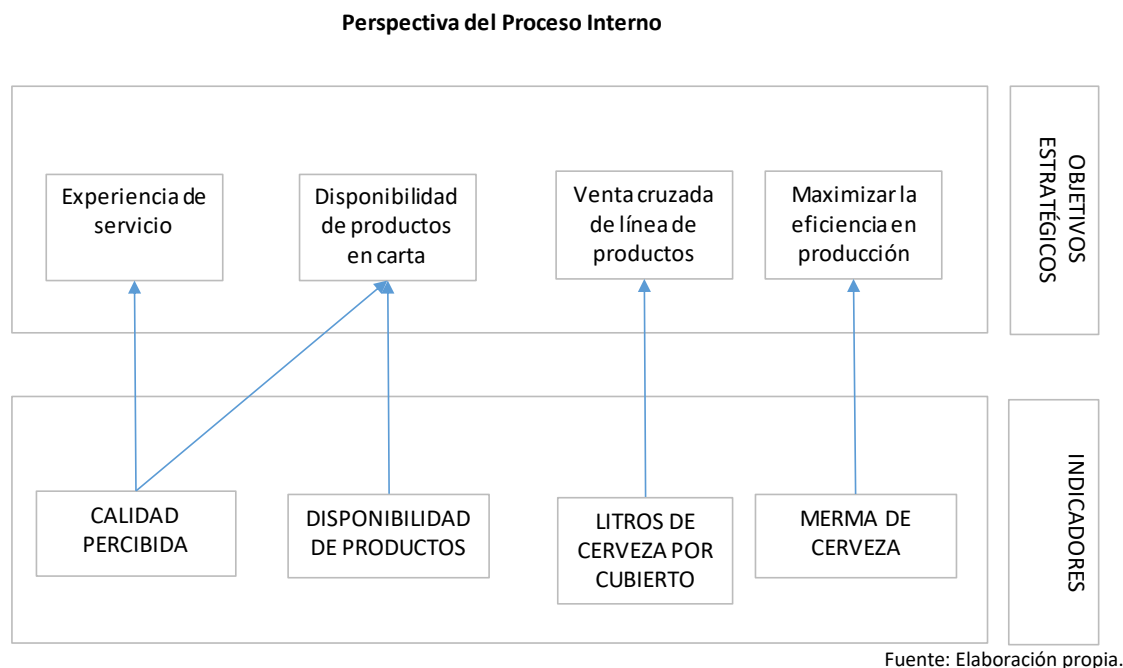 Perspectiva del Proceso Interno
Experiencia de
servicio
Disponibilidad
de productos
en carta
Venta cruzada
de línea de
productos
Maximizar la
eficiencia en
producción
OBJETIVOS
ESTRATÉGICOS
CALIDAD
PERCIBIDA
DISPONIBILIDAD
DE PRODUCTOS
LITROS DE
CERVEZA POR
CUBIERTO
MERMA DE
CERVEZA
INDICADORES
Fuente: Elaboración propia.